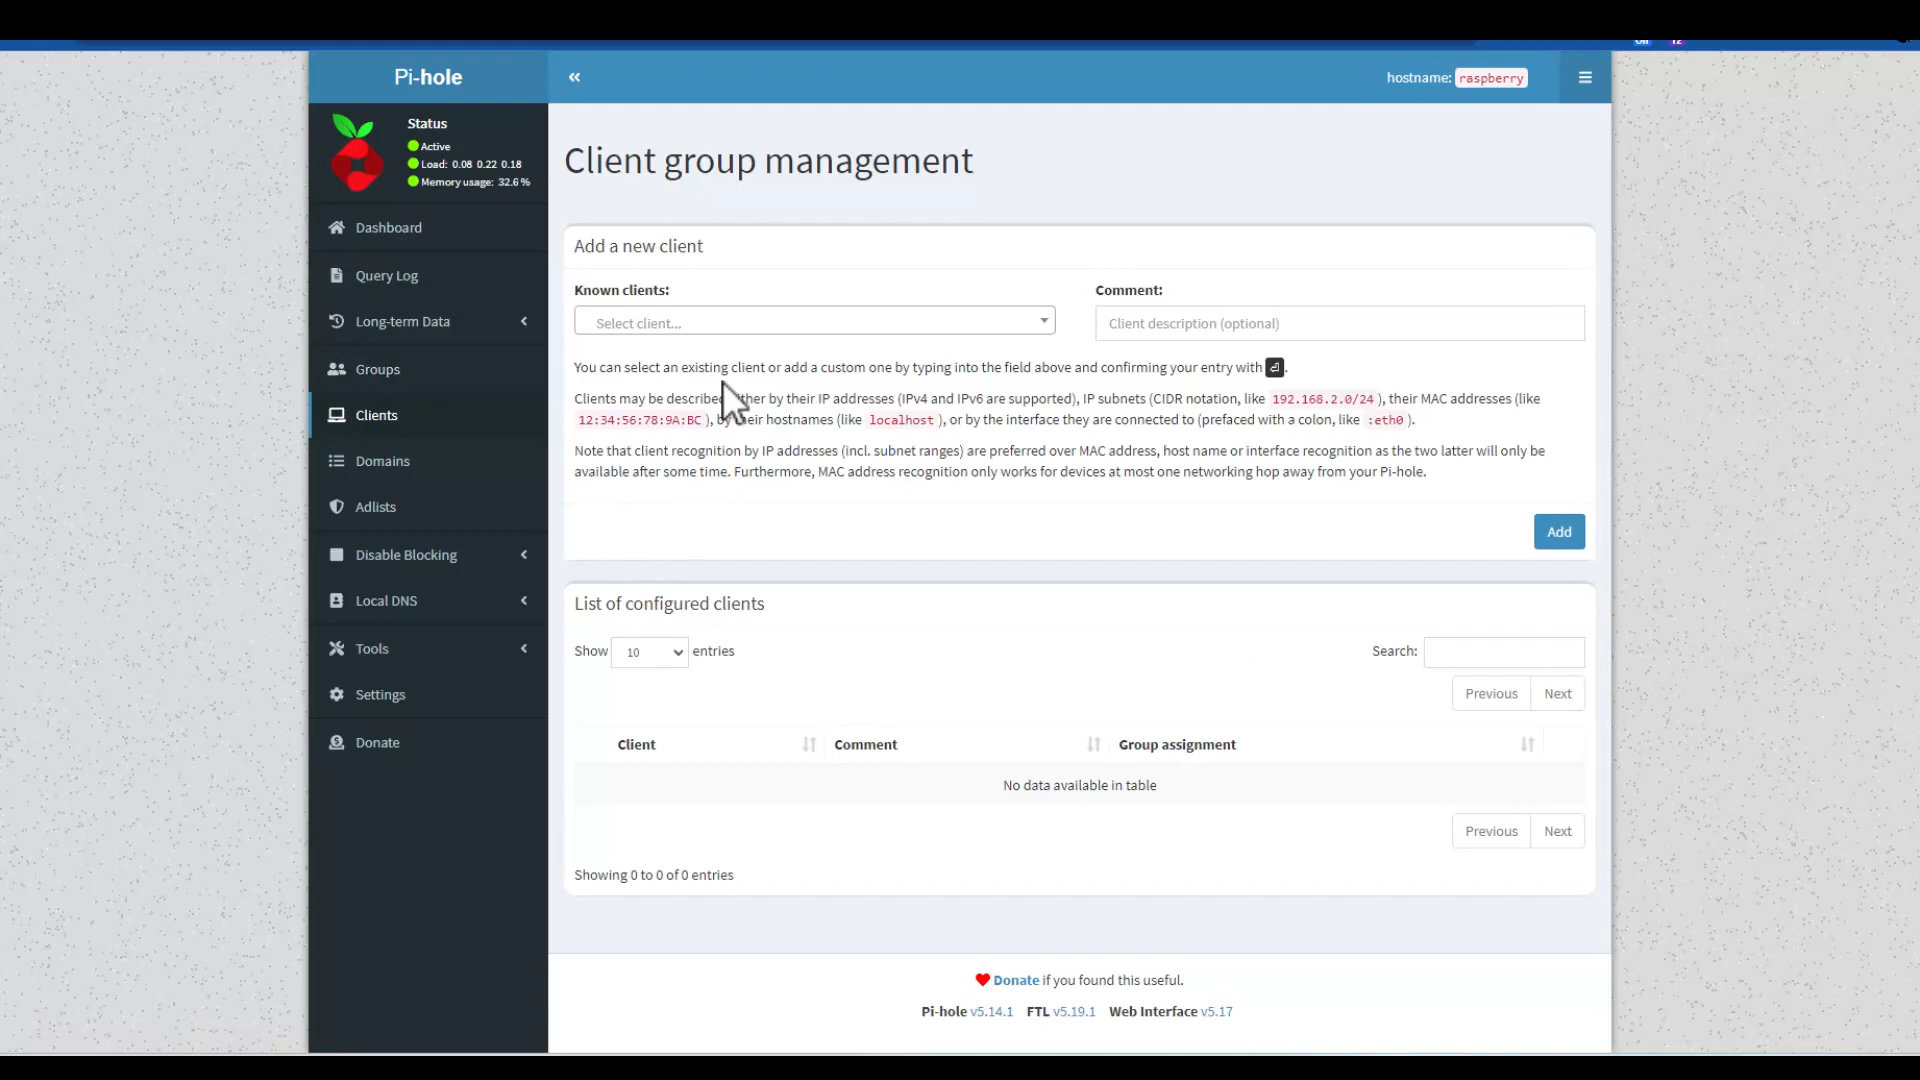 Pi-hole
hostname: raspberry
Status
Active
Load: 0.08 0.22 0.18
Memory usage: 32.6 %
Dashboard
Query Log
Long-term Data
Groups
Clients
Domains
Adlists
Disable Blocking
Local DNS
Tools
Settings
Donate
Client group management
Add a new client
Known clients:
Comment:
Select client...
Client description (optional)
You can select an existing client or add a custom one by typing into the field above and confirming your entry with ⏎.
Clients may be described either by their IP addresses (IPv4 and IPv6 are supported), IP subnets (CIDR notation, like 192.168.2.0/24), their MAC addresses (like
12:34:56:78:9A:BC), by their hostnames (like localhost), or by the interface they are connected to (prefaced with a colon, like :eth0).
Note that client recognition by IP addresses (incl. subnet ranges) are preferred over MAC address, host name or interface recognition as the two latter will only be
available after some time. Furthermore, MAC address recognition only works for devices at most one networking hop away from your Pi-hole.
Add
List of configured clients
Show 10 entries
Search:
Previous Next
Client Comment Group assignment
No data available in table
Previous Next
Showing 0 to 0 of 0 entries
Donate if you found this useful.
Pi-hole v5.14.1 FTL v5.19.1 Web Interface v5.17